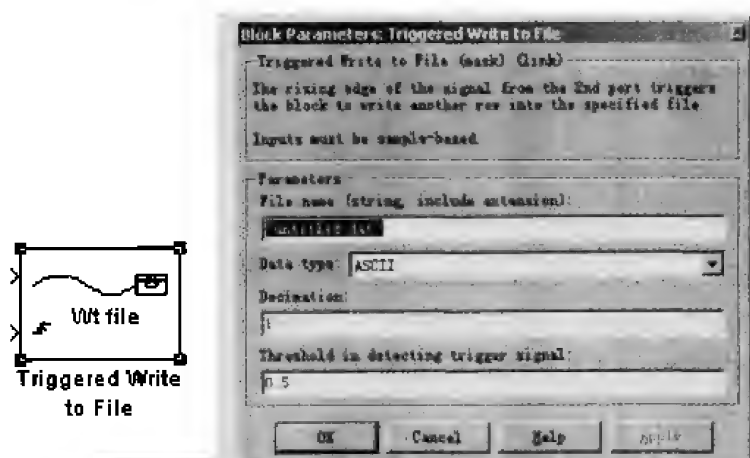 Block Parameters: Triggered Write to File
Triggered Write to File (mask) (link)
The rising edge of the signal from the 2nd port triggers
the block to write another row into the specified file
Inputs must be sample-based
Parameters
File name (string, include extension):
'untitled.txt'
Data type: ASCII
Decimation:
1
Threshold in detecting trigger signal:
0.5
OK Cancel Help Apply
Wt file
Triggered Write
to File